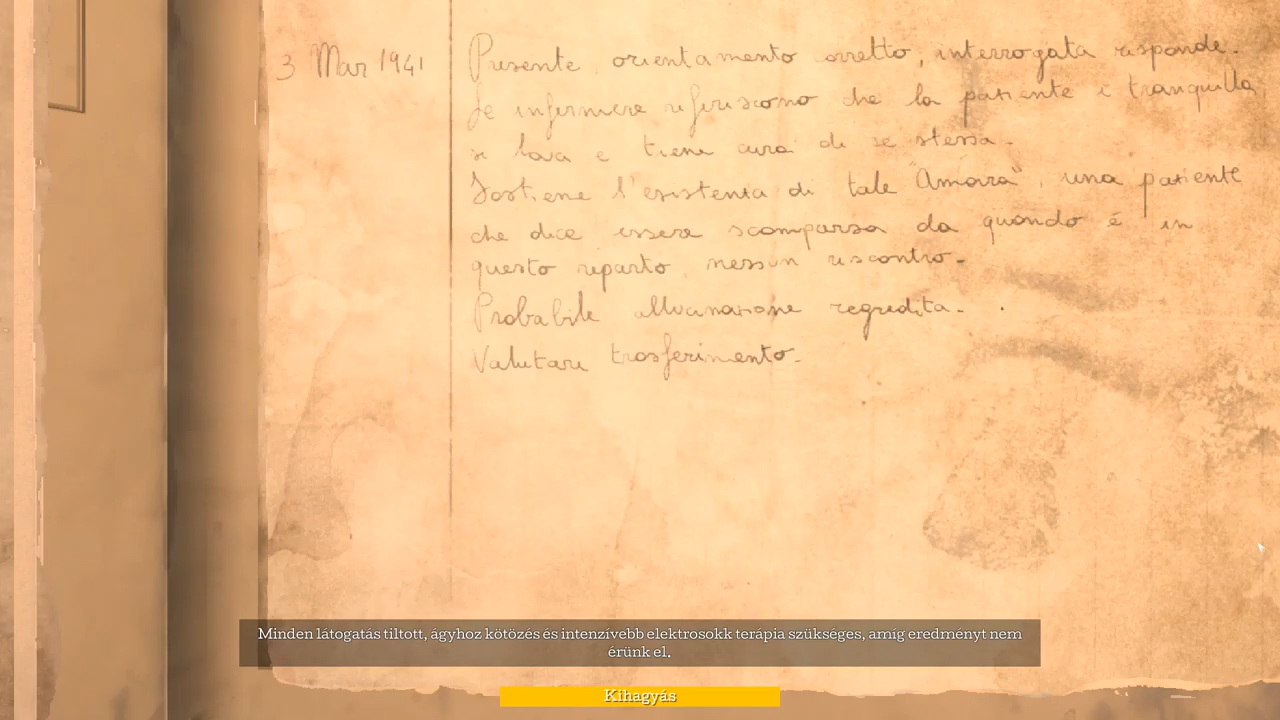 3 Mar 1941
Presente, orientamento corretto, interrogata risponde.
Le infermiere riferiscono che la paziente è tranquilla
si lava e tiene cura di se stessa.
Sostiene l'esistenza di tale "Amara", una paziente
che dice essere scomparsa da quando é in
questo reparto, nessun riscontro.
Probabile allucinazione regredita.
Valutare trasferimento.
Minden látogatás tiltott, ágyhoz kötözés és intenzívebb elektrosokk terápia szükséges, amíg eredményt nem
érünk el.
Kihagyás